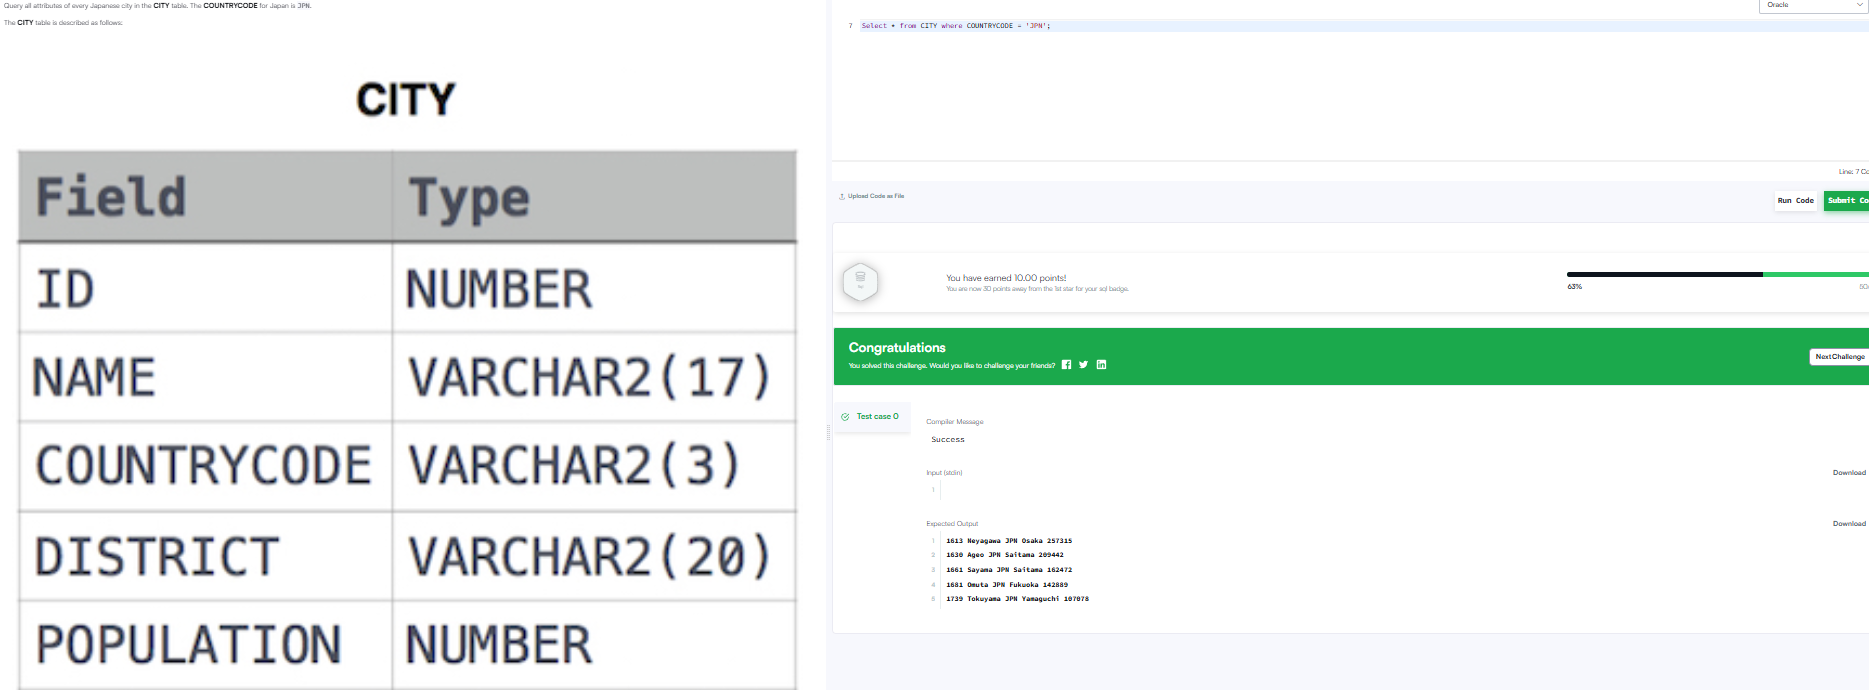 Query all attributes of every Japanese city in the CITY table. The COUNTRYCODE for Japan is JPN.
The CITY table is described as follows:
CITY
Field Type
ID NUMBER
NAME VARCHAR2(17)
COUNTRYCODE VARCHAR2(3)
DISTRICT VARCHAR2(20)
POPULATION NUMBER
Oracle
7 Select * from CITY where COUNTRYCODE = 'JPN';
Line: 7 Co
Upload Code as File
Run Code
Submit Co
You have earned 10.00 points!
You are now 30 points away from the 1st star for your sql badge.
63%
Congratulations
You solved this challenge. Would you like to challenge your friends?
Next Challenge
Test case 0
Compiler Message
Success
Input (stdin)
Download
1
Expected Output
Download
1 1613 Neyagawa JPN Osaka 257315
2 1630 Ageo JPN Saitama 209442
3 1661 Sayama JPN Saitama 162472
4 1681 Omuta JPN Fukuoka 142889
5 1739 Tokuyama JPN Yamaguchi 107078